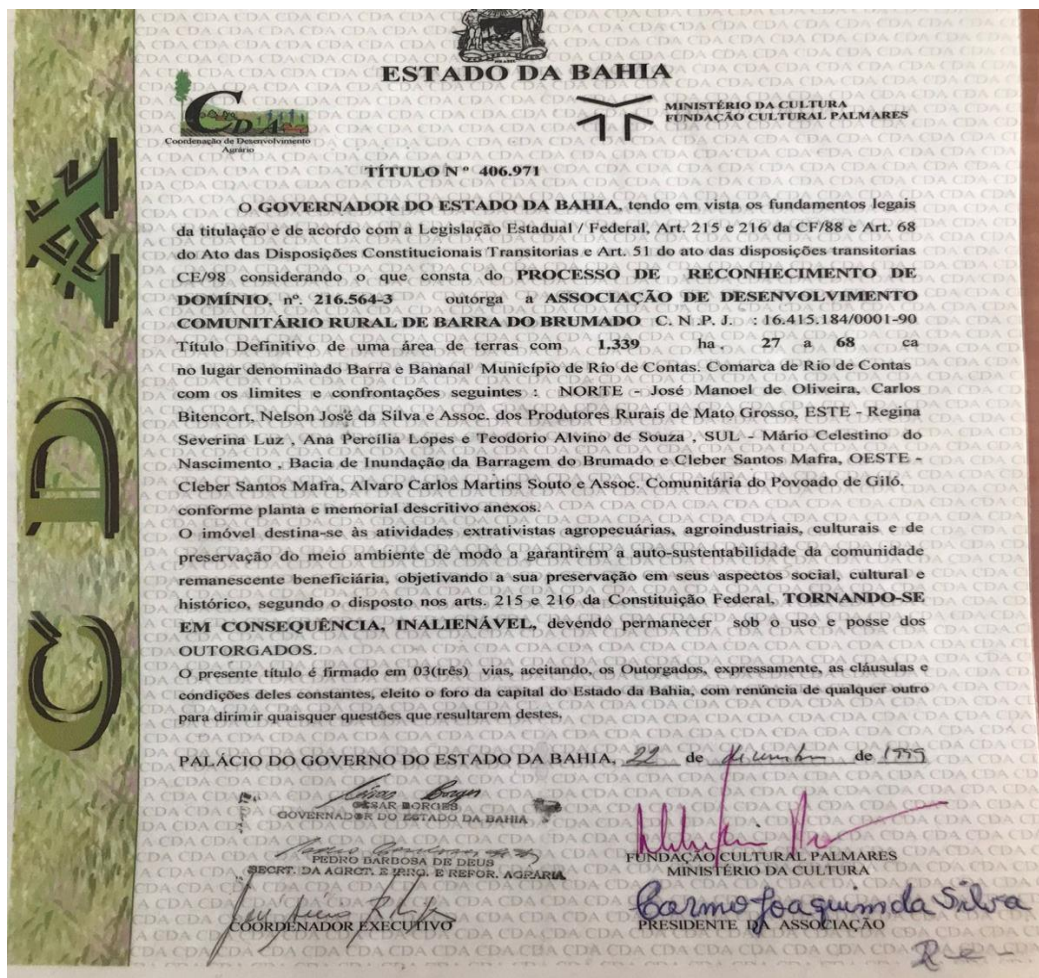 ESTADO DA BAHIA
CDA
Coordenação de Desenvolvimento
Agrário
MINISTÉRIO DA CULTURA
FUNDAÇÃO CULTURAL PALMARES
TÍTULO Nº 406.971
O GOVERNADOR DO ESTADO DA BAHIA, tendo em vista os fundamentos legais
da titulação e de acordo com a Legislação Estadual / Federal, Art. 215 e 216 da CF/88 e Art. 68
do Ato das Disposições Constitucionais Transitorias e Art. 51 do ato das disposições transitorias
CE/98 considerando o que consta do PROCESSO DE RECONHECIMENTO DE
DOMÍNIO, nº. 216.564-3 outorga a ASSOCIAÇÃO DE DESENVOLVIMENTO
COMUNITÁRIO RURAL DE BARRA DO BRUMADO C. N .P. J. : 16.415.184/0001-90
Título Definitivo de uma área de terras com 1.339 ha. 27 a 68 ca
no lugar denominado Barra e Bananal Município de Rio de Contas. Comarca de Rio de Contas
com os limites e confrontações seguintes : NORTE - José Manoel de Oliveira, Carlos
Bitencort, Nelson José da Silva e Assoc. dos Produtores Rurais de Mato Grosso, ESTE - Regina
Severina Luz , Ana Percília Lopes e Teodorio Alvino de Souza , SUL - Mário Celestino do
Nascimento , Bacia de Inundação da Barragem do Brumado e Cleber Santos Mafra, OESTE -
Cleber Santos Mafra, Alvaro Carlos Martins Souto e Assoc. Comunitária do Povoado de Giló.
conforme planta e memorial descritivo anexos.
O imóvel destina-se às atividades extrativistas agropecuárias, agroindustriais, culturais e de
preservação do meio ambiente de modo a garantirem a auto-sustentabilidade da comunidade
remanescente beneficiária, objetivando a sua preservação em seus aspectos social, cultural e
histórico, segundo o disposto nos arts. 215 e 216 da Constituição Federal, TORNANDO-SE
EM CONSEQUÊNCIA, INALIENÁVEL, devendo permanecer sob o uso e posse dos
OUTORGADOS.
O presente título é firmado em 03(três) vias, aceitando, os Outorgados, expressamente, as cláusulas e
condições deles constantes, eleito o foro da capital do Estado da Bahia, com renúncia de qualquer outro
para dirimir quaisquer questões que resultarem destes.
PALÁCIO DO GOVERNO DO ESTADO DA BAHIA, 22 de dezembro de 1999
CÉSAR BORGES
GOVERNADOR DO ESTADO DA BAHIA
PEDRO BARBOSA DE DEUS
SECRT. DA AGRCT. E IRRG. E REFOR. AGRÁRIA
COORDENADOR EXECUTIVO
FUNDAÇÃO CULTURAL PALMARES
MINISTÉRIO DA CULTURA
Carmo Joaquim da Silva
PRESIDENTE DA ASSOCIAÇÃO
CDA